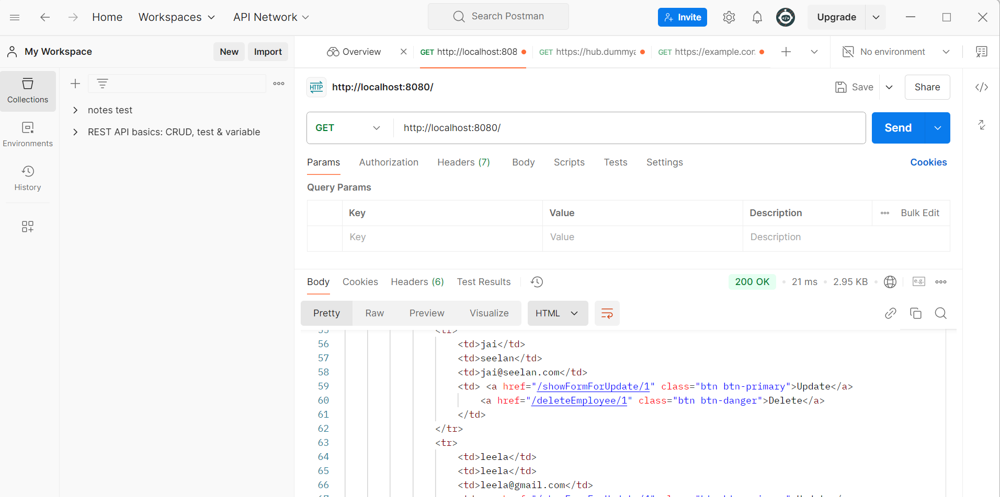 Home Workspaces API Network Search Postman Invite Upgrade
My Workspace New Import Overview GET http://localhost:808 GET https://hub.dummya GET https://example.cor. No environment
Collections
Environments
History
notes test
REST API basics: CRUD, test & variable
HTTP http://localhost:8080/ Save Share
GET http://localhost:8080/ Send
Params Authorization Headers (7) Body Scripts Tests Settings Cookies
Query Params
Key Value Description Bulk Edit
Key Value Description
Body Cookies Headers (6) Test Results 200 OK 21 ms 2.95 KB e.g.
Pretty Raw Preview Visualize HTML
55 <tr>
56 <td>jai</td>
57 <td>seelan</td>
58 <td>jai@seelan.com</td>
59 <td> <a href="/showFormForUpdate/1" class="btn btn-primary">Update</a>
60 <a href="/deleteEmployee/1" class="btn btn-danger">Delete</a>
61 </td>
62 </tr>
63 <tr>
64 <td>leela</td>
65 <td>leela</td>
66 <td>leela@gmail.com</td>